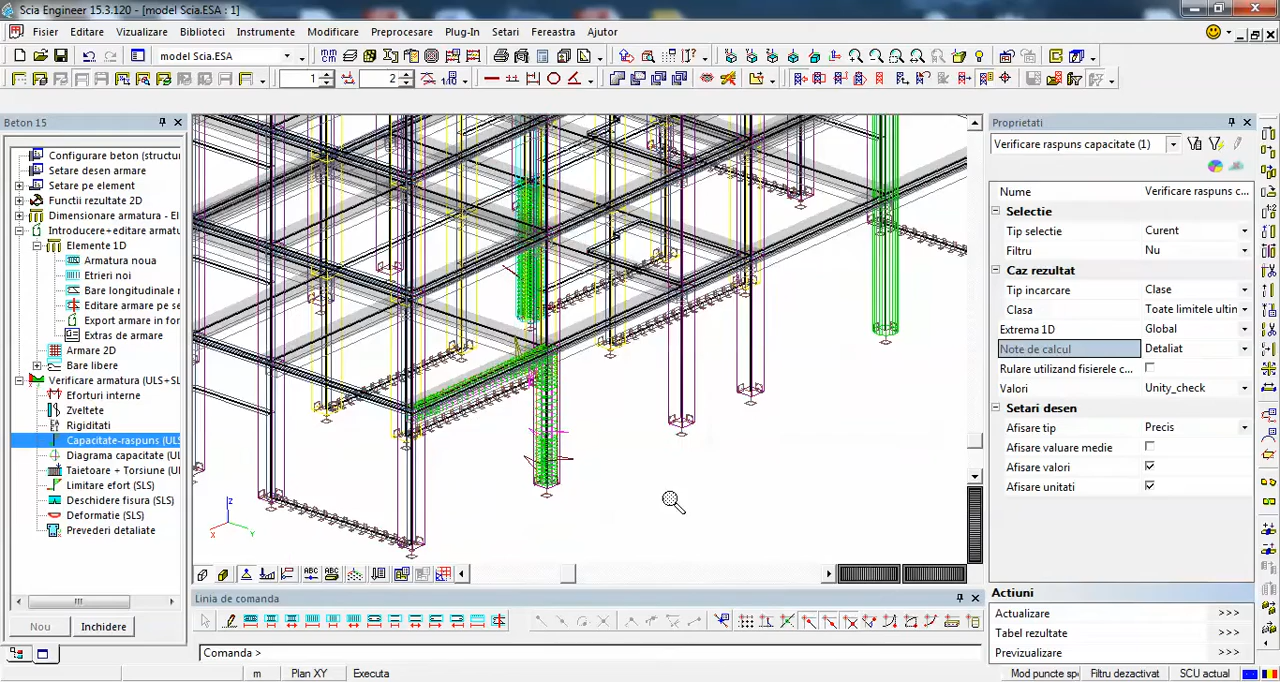 Scia Engineer 15.3.120 - [model Scia.ESA : 1]
Fisier Editare Vizualizare Biblioteci Instrumente Modificare Preprocesare Plug-In Setari Fereastra Ajutor
model Scia.ESA
1 2
Beton 15
Configurare beton (structu
Setare desen armare
Setare pe element
Functii rezultate 2D
Dimensionare armatura - El
Introducere+editare armatu
Elemente 1D
Armatura noua
Etrieri noi
Bare longitudinale r
Editare armare pe se
Export armare in for
Extras de armare
Armare 2D
Bare libere
Verificare armatura (ULS+SL
Eforturi interne
Zveltete
Rigiditati
Capacitate-raspuns (ULS
Diagrama capacitate (UL
Taietoare + Torsiune (U
Limitare efort (SLS)
Deschidere fisura (SLS)
Deformatie (SLS)
Prevederi detaliate
Nou Inchidere
Z
X Y
ABC ABC
Linia de comanda
Comanda >
m Plan XY Executa
Mod puncte sp Filtru dezactivat SCU actual
Proprietati
Verificare raspuns capacitate (1)
Nume Verificare raspuns c...
Selectie
Tip selectie Curent
Filtru Nu
Caz rezultat
Tip incarcare Clase
Clasa Toate limitele ultin
Extrema 1D Global
Note de calcul Detaliat
Rulare utilizand fisierele c...
Valori Unity_check
Setari desen
Afisare tip Precis
Afisare valuare medie
Afisare valori
Afisare unitati
Actiuni
Actualizare >>>
Tabel rezultate >>>
Previzualizare >>>